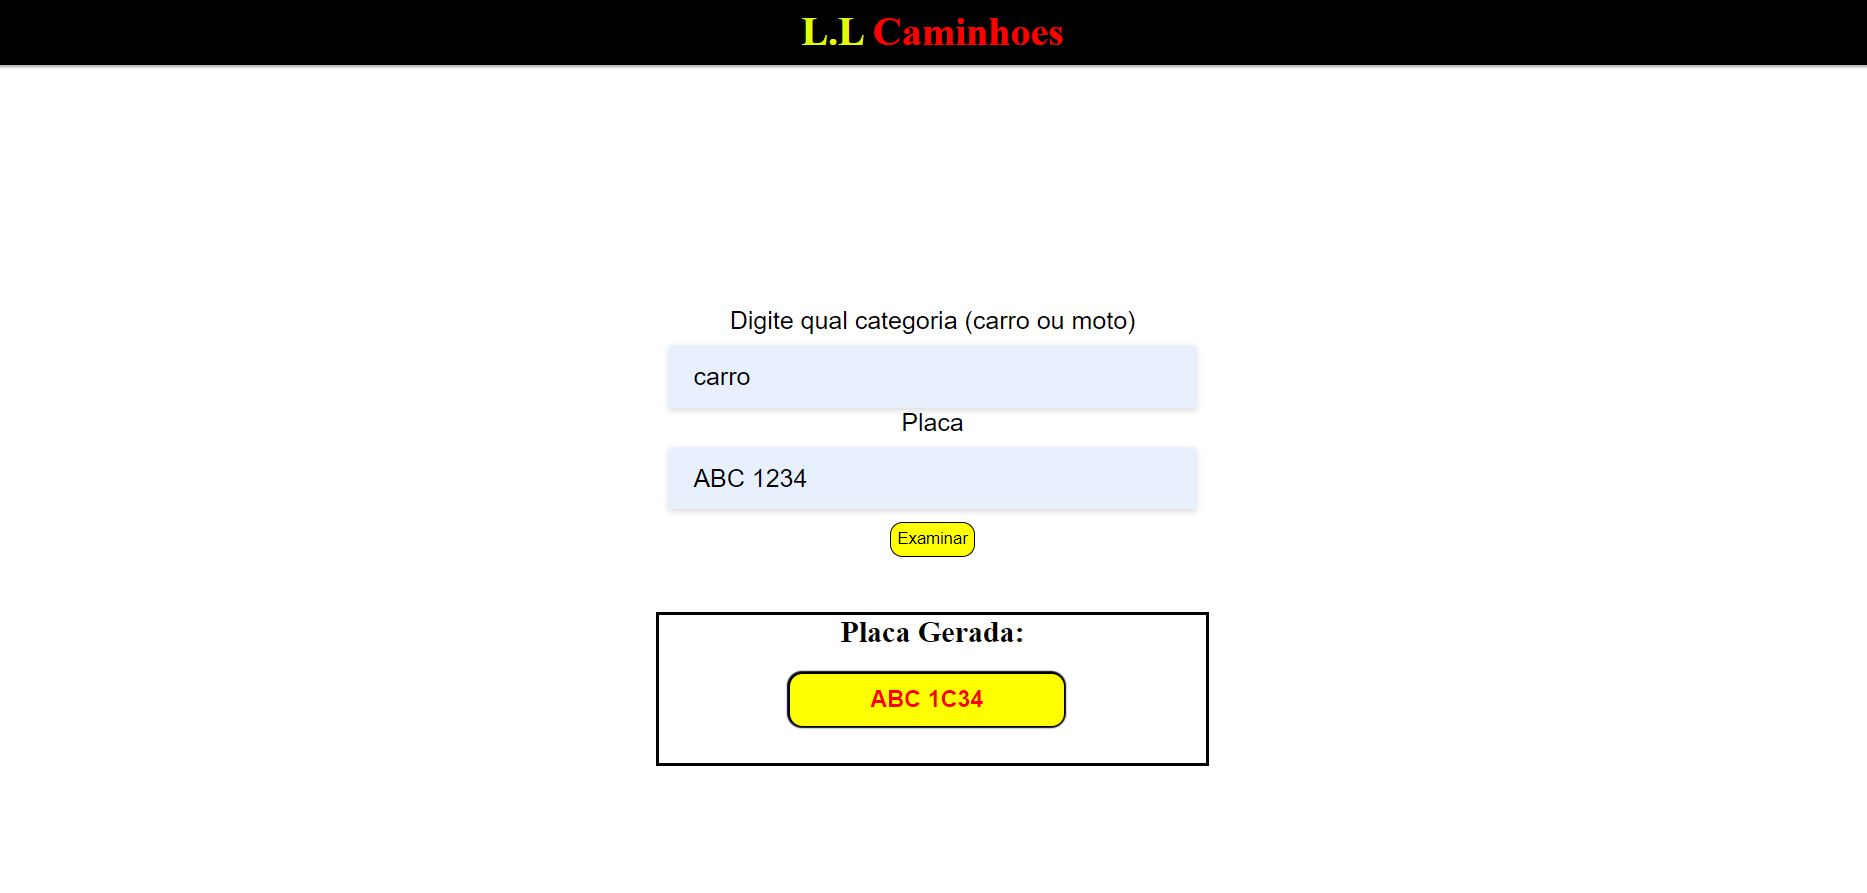 L.L Caminhoes
Digite qual categoria (carro ou moto)
carro
Placa
ABC 1234
Examinar
Placa Gerada:
ABC 1C34